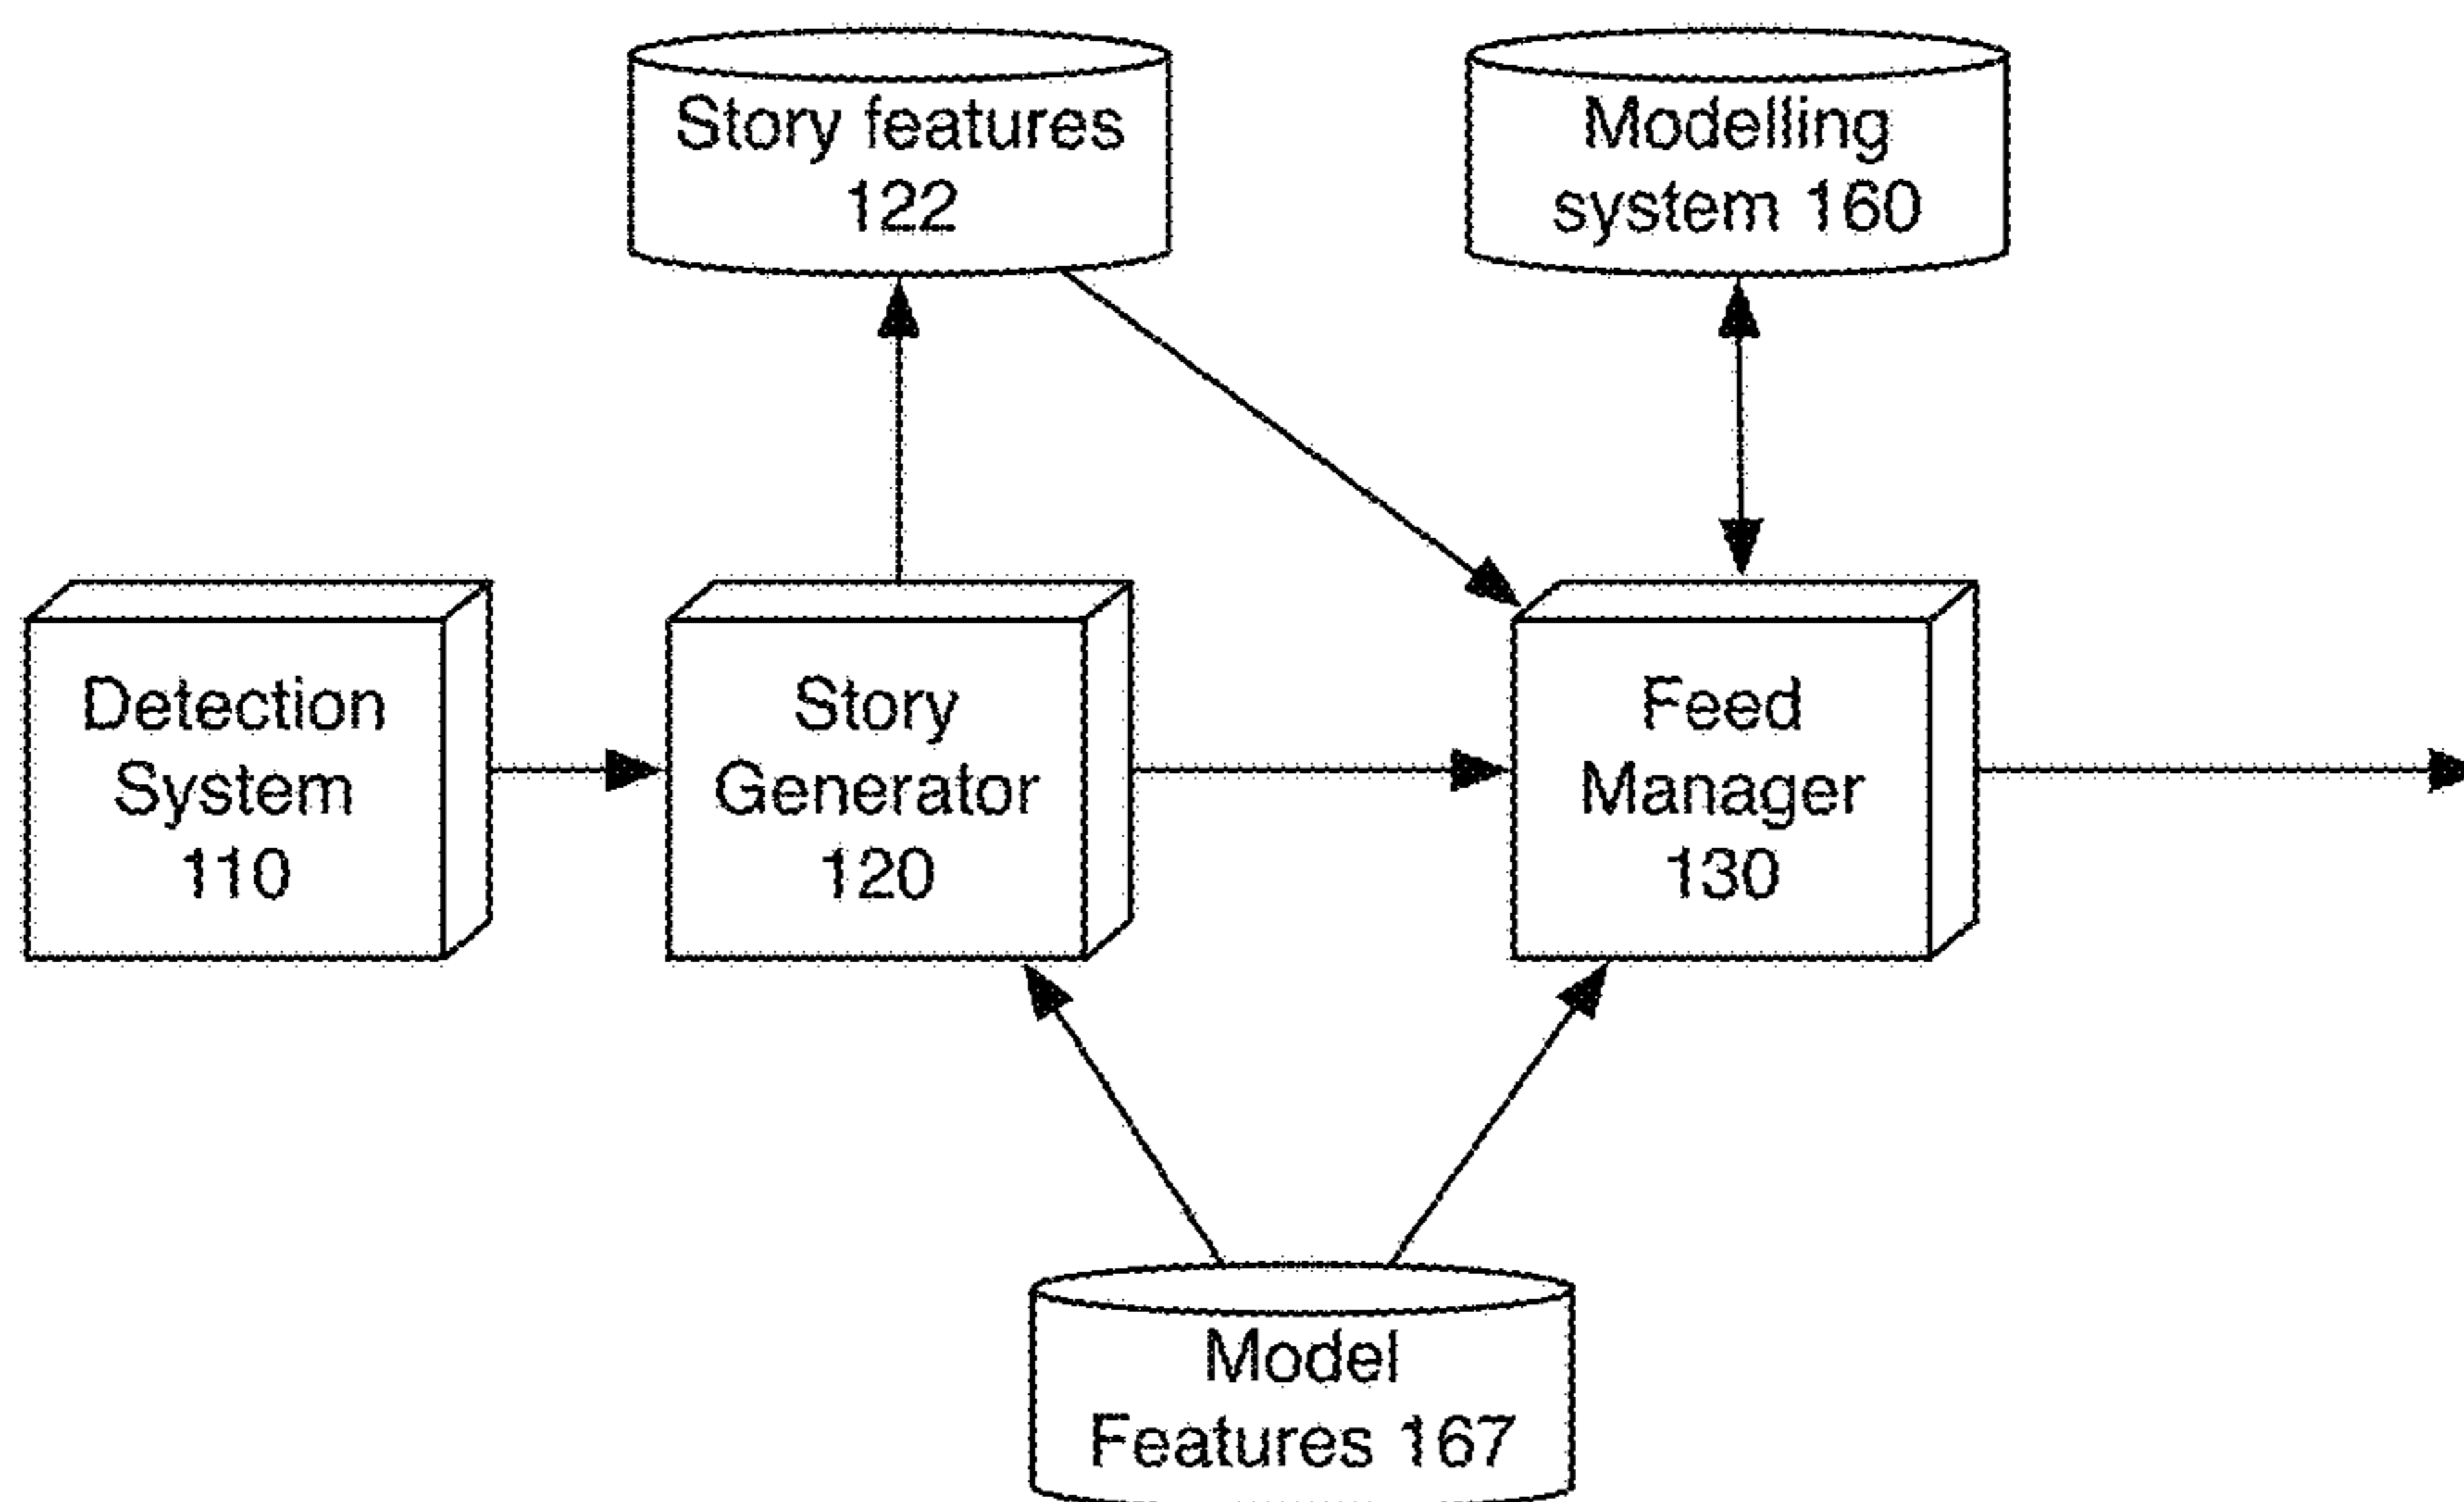 Story features
122
Modelling
system 160
Detection
System
110
Story
Generator
120
Feed
Manager
130
Model
Features 167